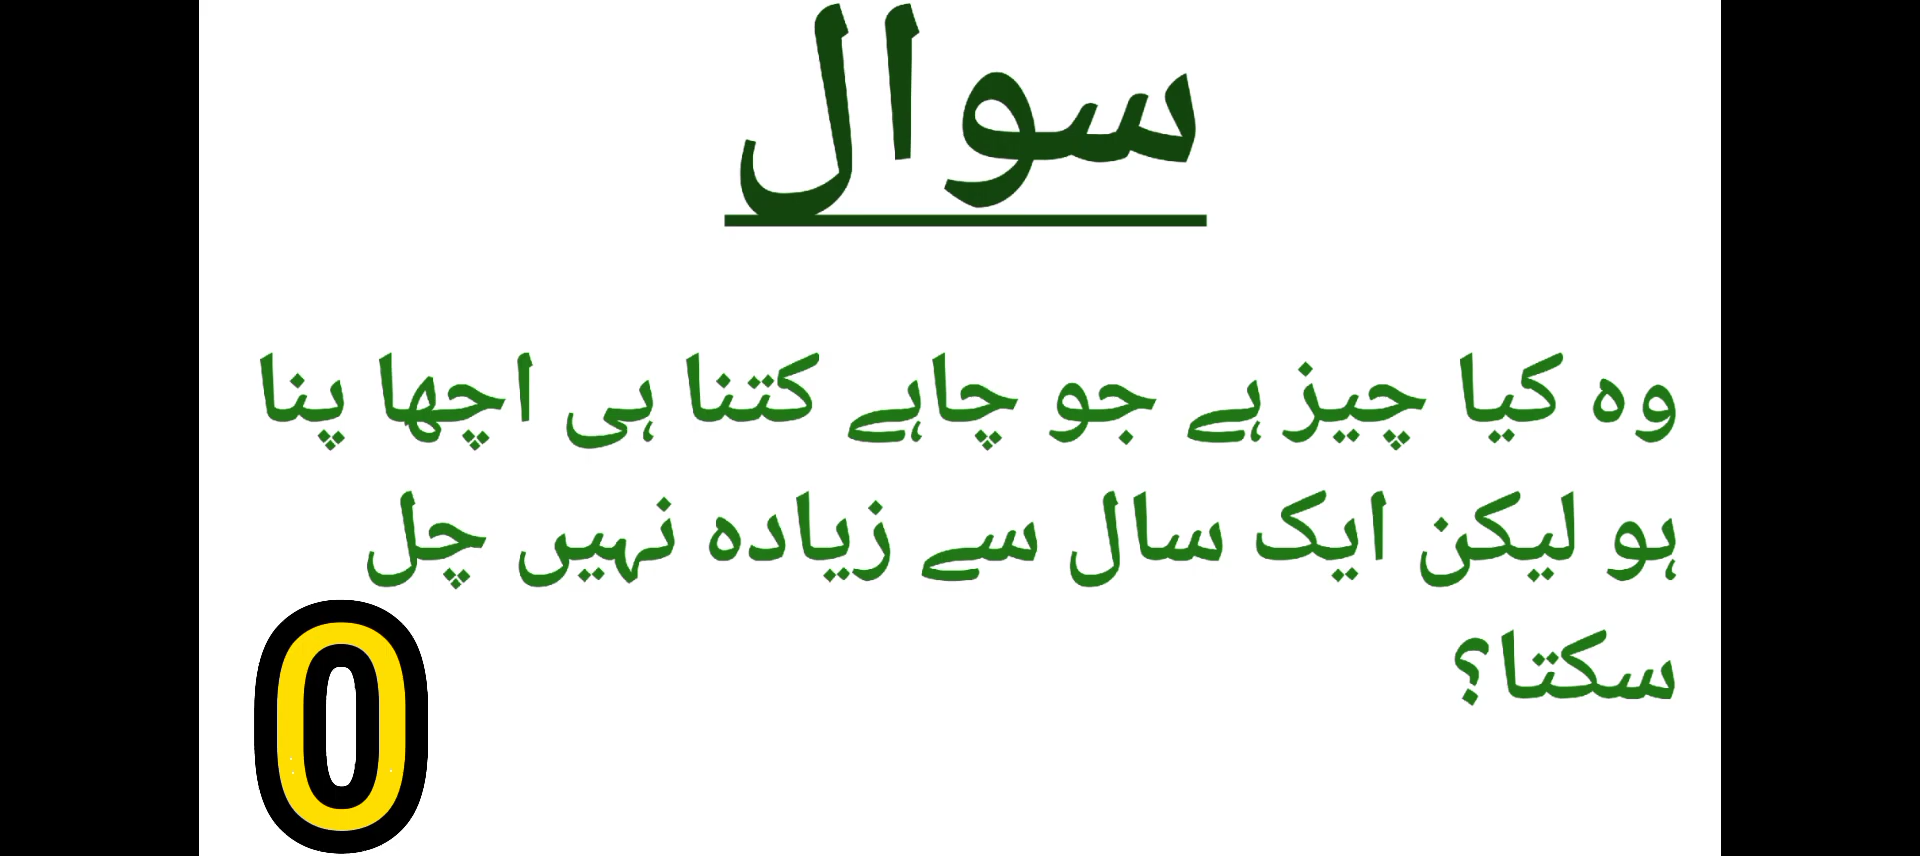 سوال
وہ کیا چیز ہے جو چاہے کتنا ہی اچھا پنا
ہو لیکن ایک سال سے زیادہ نہیں چل
سکتا؟
0